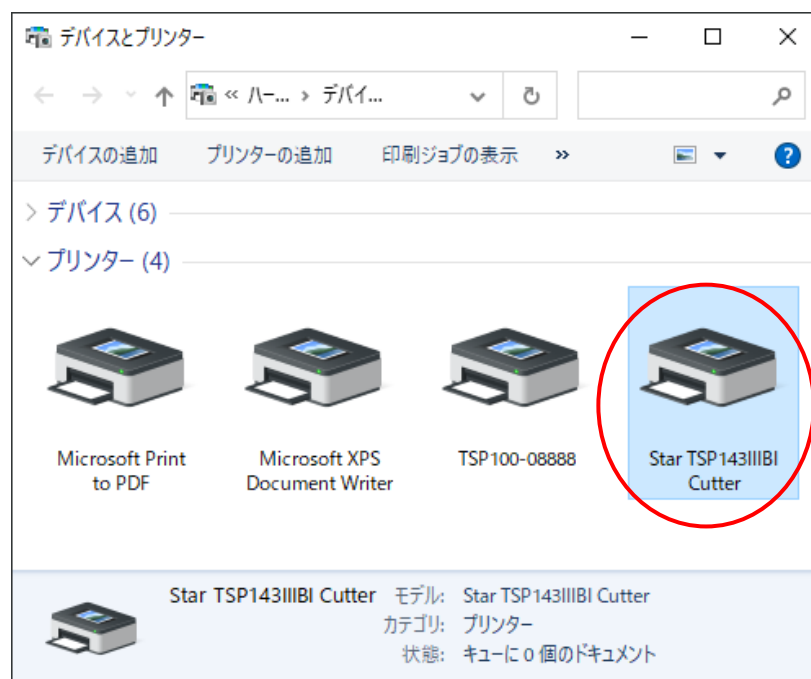 デバイスとプリンター
« ハー... › デバイ...
デバイスの追加 プリンターの追加 印刷ジョブの表示 »
デバイス (6)
プリンター (4)
Microsoft Print
to PDF
Microsoft XPS
Document Writer
TSP100-08888
Star TSP143IIIBI
Cutter
Star TSP143IIIBI Cutter モデル: Star TSP143IIIBI Cutter
カテゴリ: プリンター
状態: キューに 0 個のドキュメント